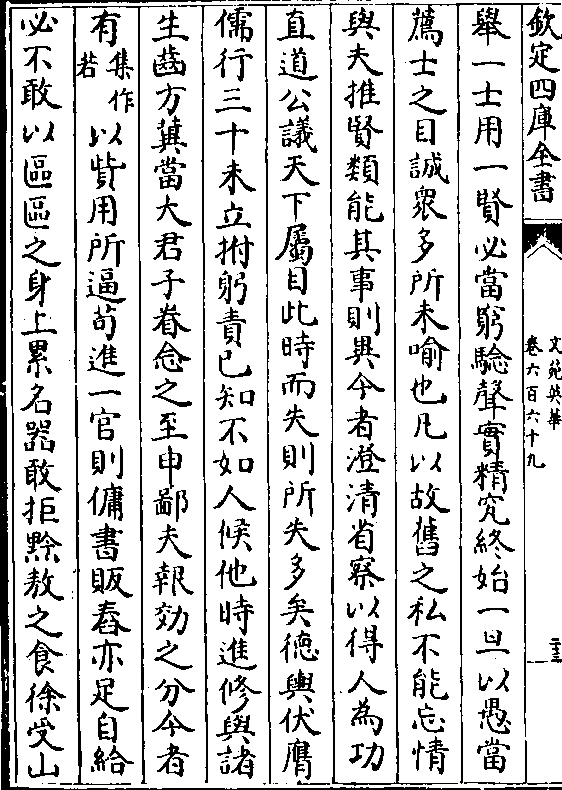 欽定四庫全書
文苑英華
卷六百六十九
舉一士用一賢必當窮驗聲實精究終始一旦以愚當
薦士之目誠衆多所未喻也凡以故舊之私不能忘情
與夫推賢類能其事則異今者澄清省察以得人為功
直道公議天下屬目此時而失則所失多矣德輿伏膺
儒行三十未立拊躬責已知不如人候他時進修與諸
生齒方冀當大君子眷念之至申鄙夫報効之分今者
有集作若以貲用所逼苟進一官則傭書販舂亦足自給
必不敢以區區之身上累名器敢拒黔敖之食徐受山